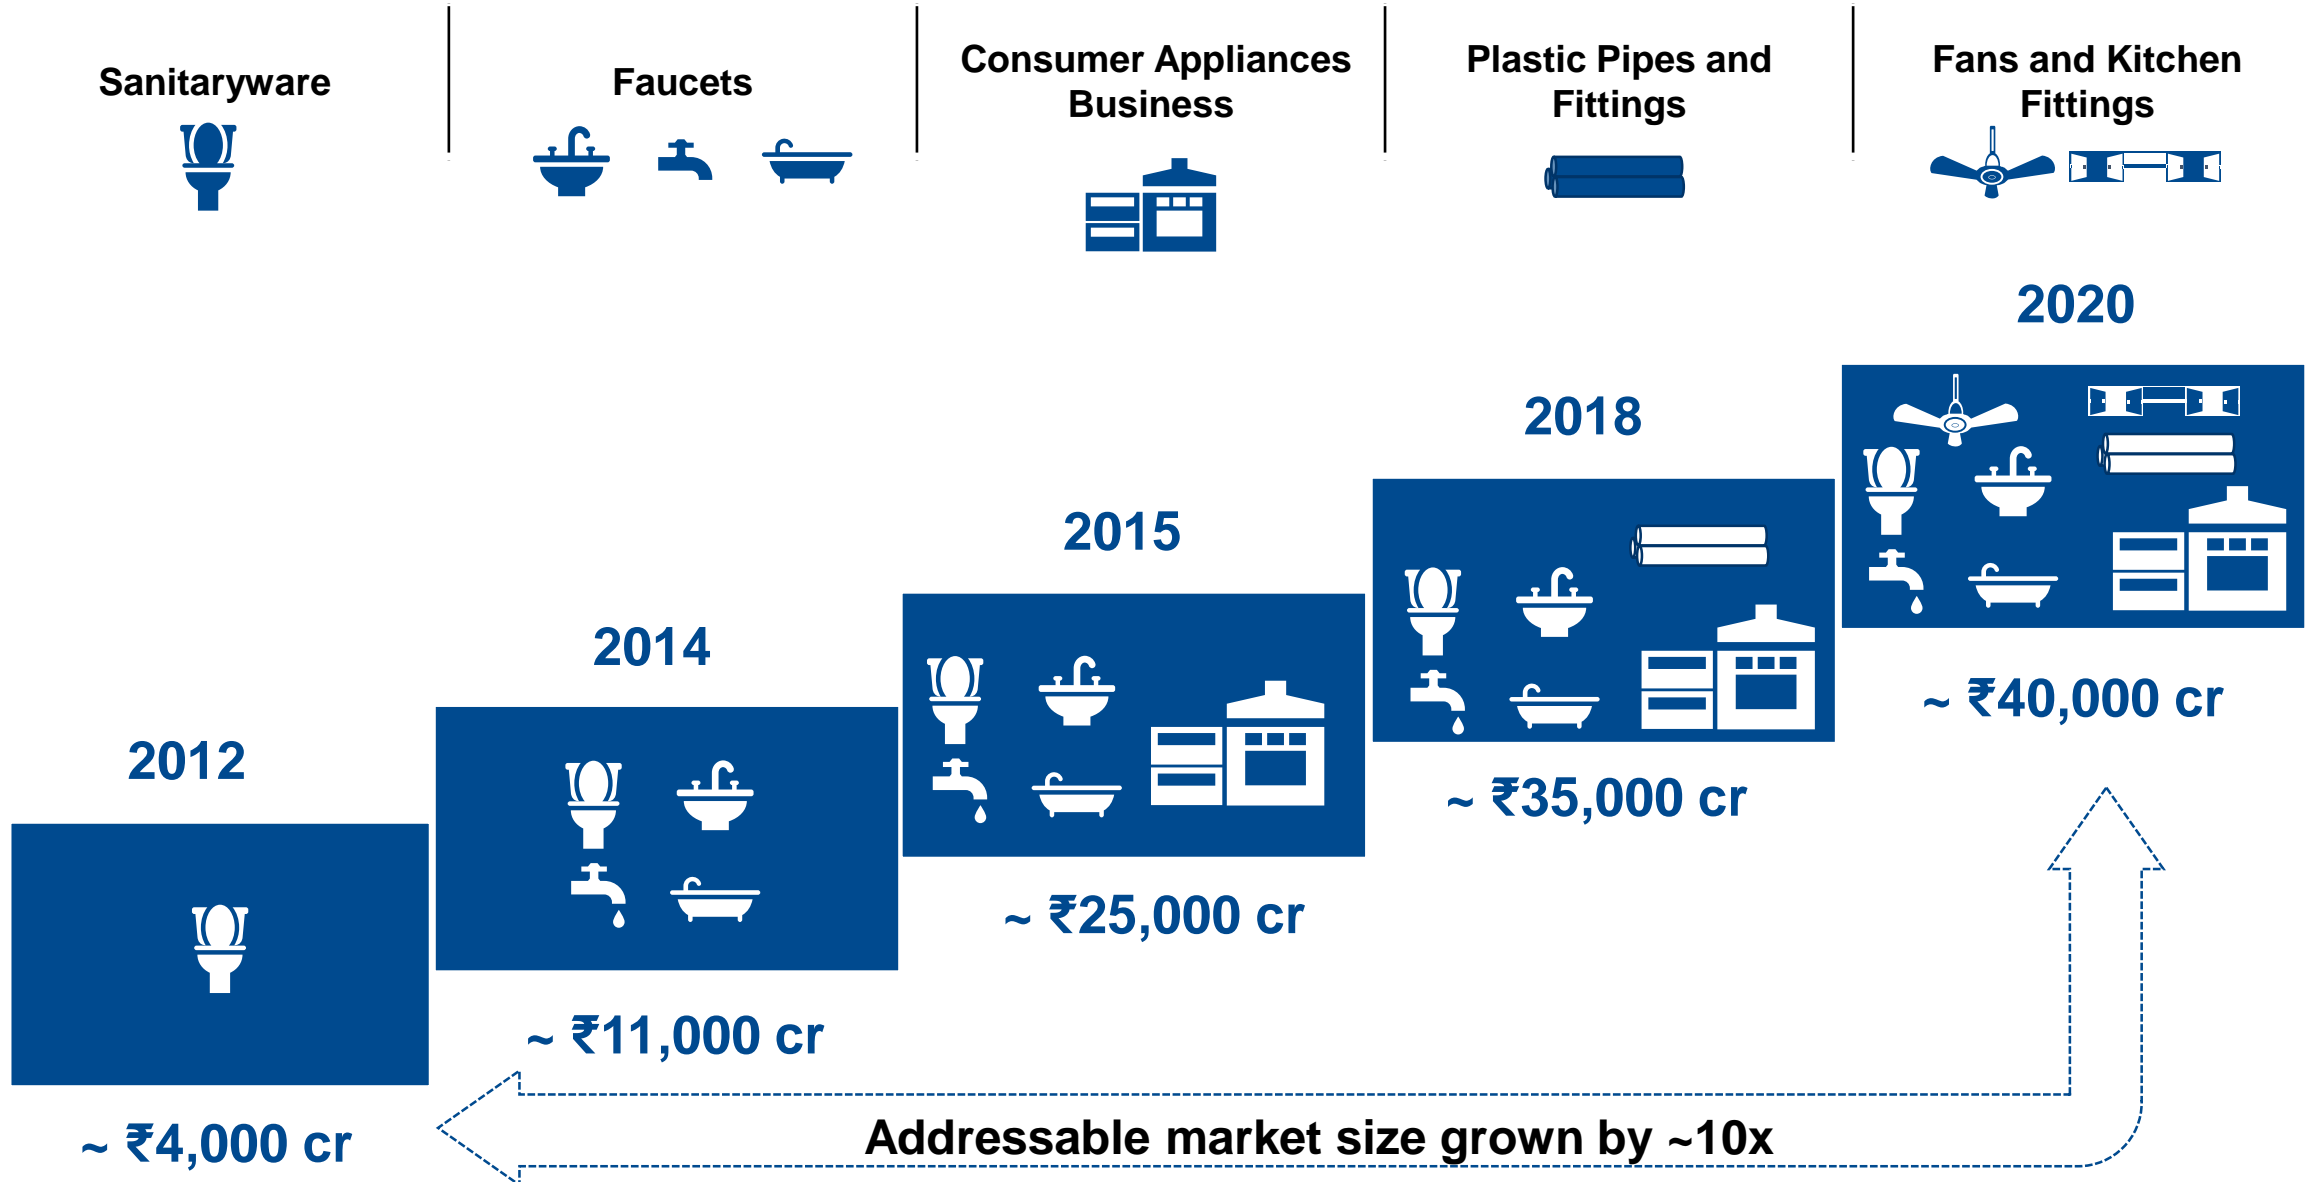 Sanitaryware
Faucets
Consumer Appliances
Business
Plastic Pipes and
Fittings
Fans and Kitchen
Fittings
2020
2018
2015
2014
2012
~ ₹40,000 cr
~ ₹35,000 cr
~ ₹25,000 cr
~ ₹11,000 cr
~ ₹4,000 cr
Addressable market size grown by ~10x